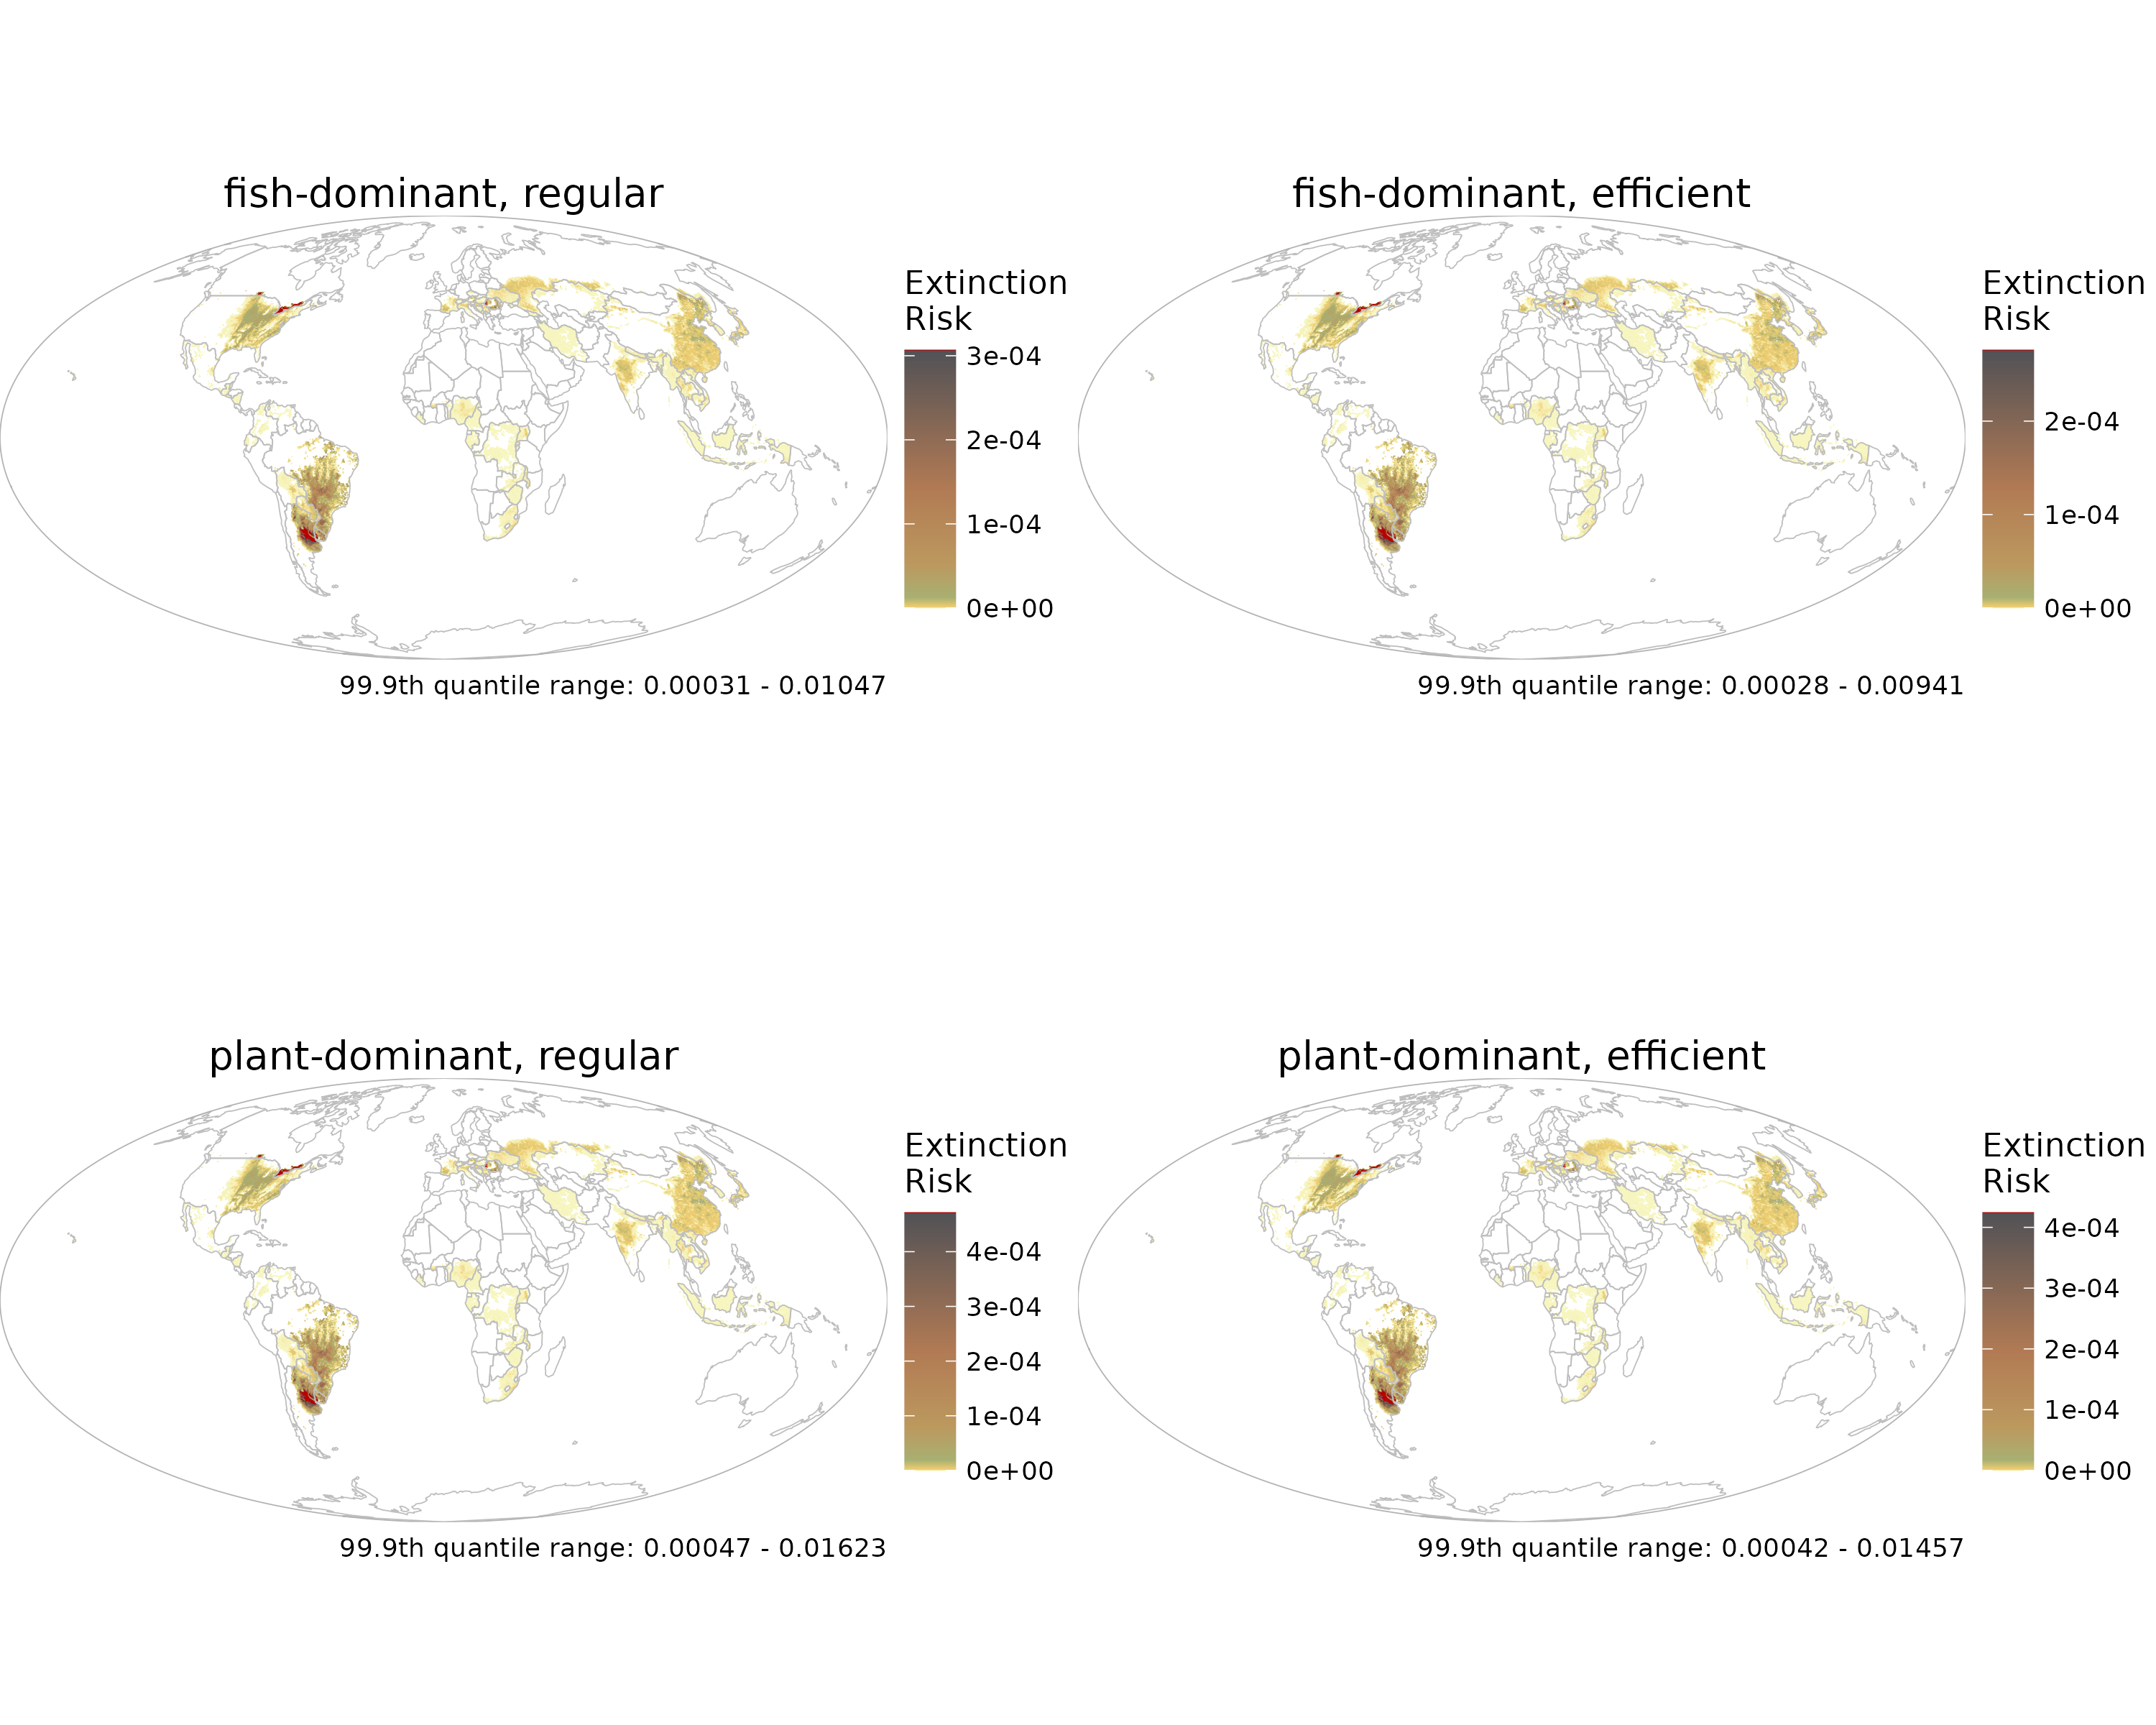 fish-dominant, regular
Extinction
Risk
3e-04
2e-04
1e-04
0e+00
99.9th quantile range: 0.00031 - 0.01047
fish-dominant, efficient
Extinction
Risk
2e-04
1e-04
0e+00
99.9th quantile range: 0.00028 - 0.00941
plant-dominant, regular
Extinction
Risk
4e-04
3e-04
2e-04
1e-04
0e+00
99.9th quantile range: 0.00047 - 0.01623
plant-dominant, efficient
Extinction
Risk
4e-04
3e-04
2e-04
1e-04
0e+00
99.9th quantile range: 0.00042 - 0.01457